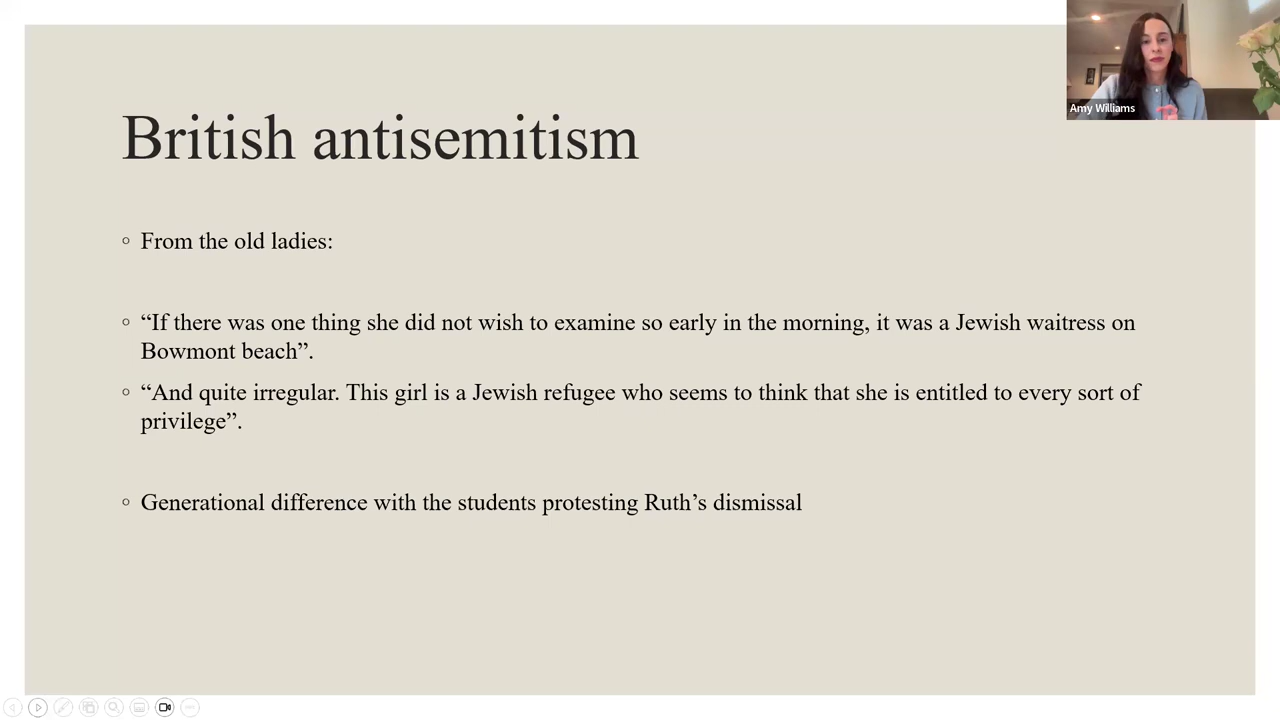 Amy Williams
British antisemitism
From the old ladies:
“If there was one thing she did not wish to examine so early in the morning, it was a Jewish waitress on
Bowmont beach”.
“And quite irregular. This girl is a Jewish refugee who seems to think that she is entitled to every sort of
privilege”.
Generational difference with the students protesting Ruth’s dismissal